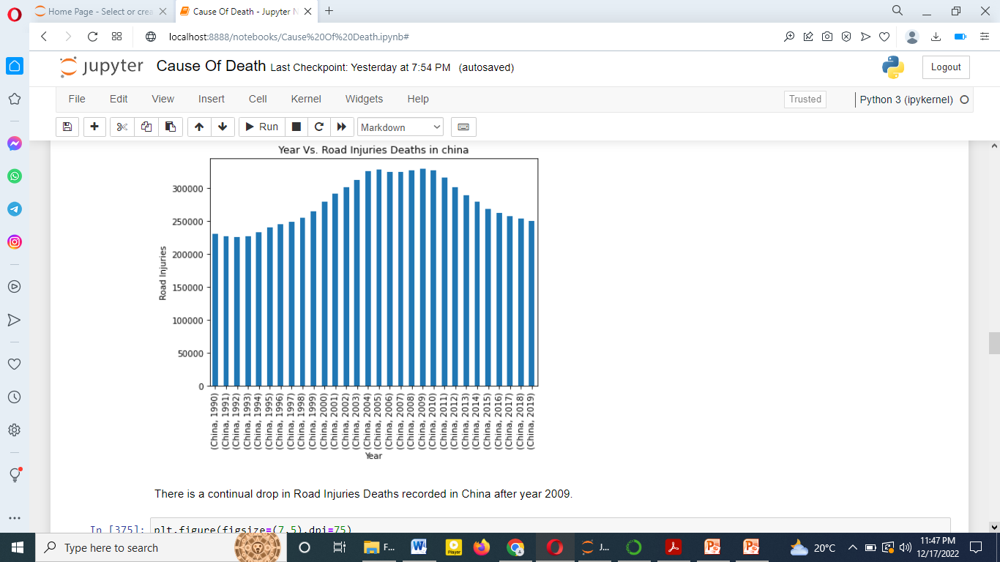 Home Page - Select or crea
Cause Of Death - Jupyter N
localhost:8888/notebooks/Cause%20Of%20Death.ipynb#
jupyter Cause Of Death Last Checkpoint: Yesterday at 7:54 PM (autosaved)
Logout
File Edit View Insert Cell Kernel Widgets Help
Trusted
Python 3 (ipykernel)
Run
Markdown
Year Vs. Road Injuries Deaths in china
Road Injuries
300000
250000
200000
150000
100000
50000
0
(China, 1990)
(China, 1991)
(China, 1992)
(China, 1993)
(China, 1994)
(China, 1995)
(China, 1996)
(China, 1997)
(China, 1998)
(China, 1999)
(China, 2000)
(China, 2001)
(China, 2002)
(China, 2003)
(China, 2004)
(China, 2005)
(China, 2006)
(China, 2007)
(China, 2008)
(China, 2009)
(China, 2010)
(China, 2011)
(China, 2012)
(China, 2013)
(China, 2014)
(China, 2015)
(China, 2016)
(China, 2017)
(China, 2018)
(China, 2019)
Year
There is a continual drop in Road Injuries Deaths recorded in China after year 2009.
In [375]: plt.figure(figsize=(7,5),dpi=75)
Type here to search
F...
Player
J...
20°C
11:47 PM
12/17/2022